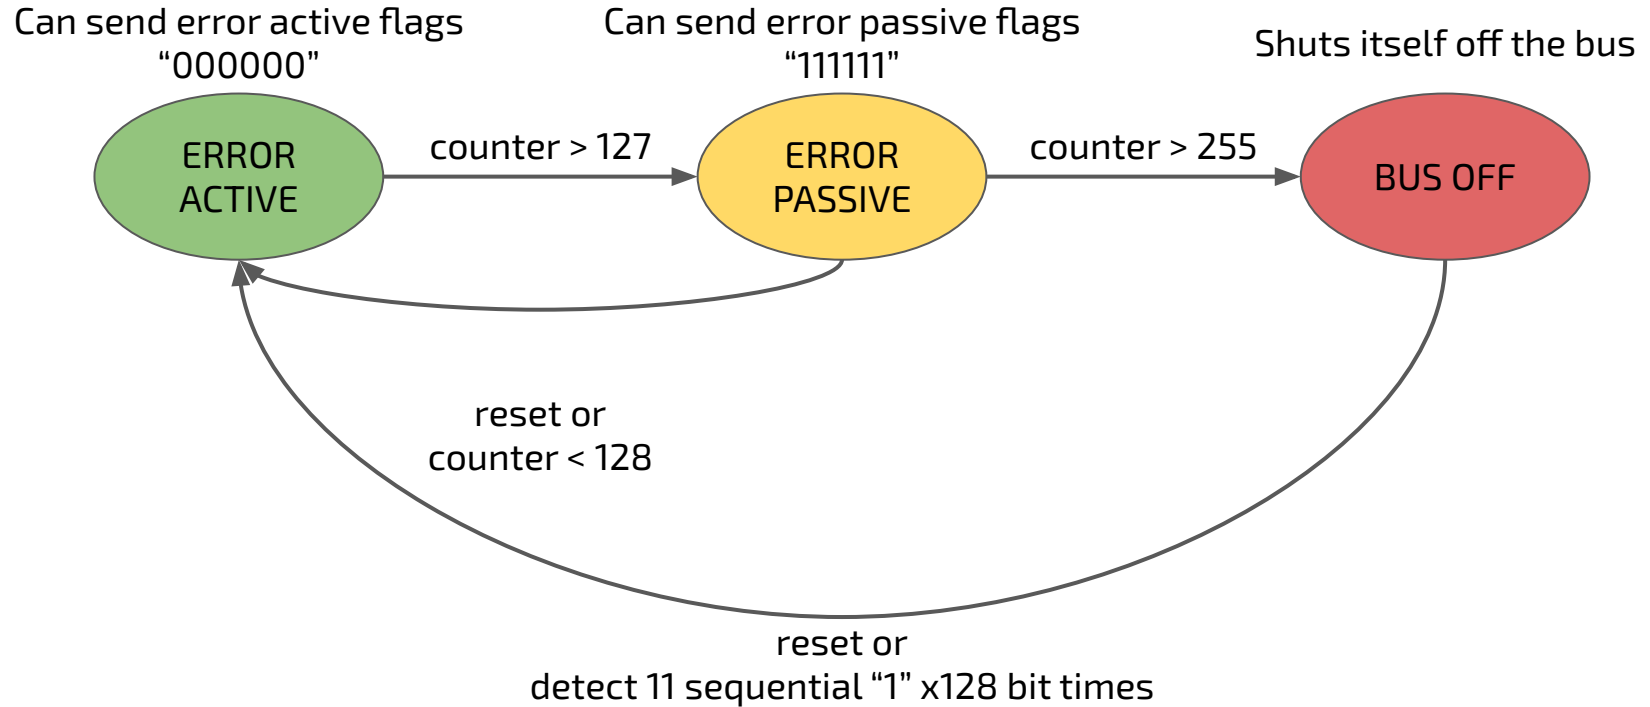 Can send error active flags
“000000”
Can send error passive flags
“111111”
Shuts itself off the bus
ERROR
ACTIVE
counter > 127
ERROR
PASSIVE
counter > 255
BUS OFF
reset or
counter < 128
reset or
detect 11 sequential “1” x128 bit times